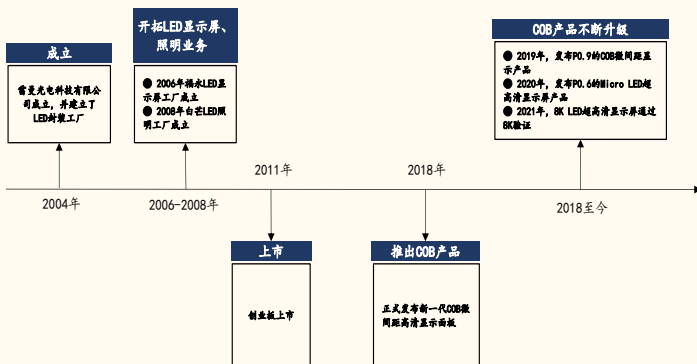 成立
雷曼光电科技有限公
司成立，并建立了
LED封装工厂
2004年
开拓LED显示屏、
照明业务
● 2006年福永LED显
示屏工厂成立
● 2008年白芒LED照
明工厂成立
2006-2008年
2011年
上市
创业板上市
2018年
推出COB产品
正式发布新一代COB微
间距高清显示面板
COB产品不断升级
● 2019年，发布P0.9的COB微间距显
示产品
● 2020年，发布P0.6的Micro LED超
高清显示屏产品
● 2021年，8K LED超高清显示屏通过
8K验证
2018至今